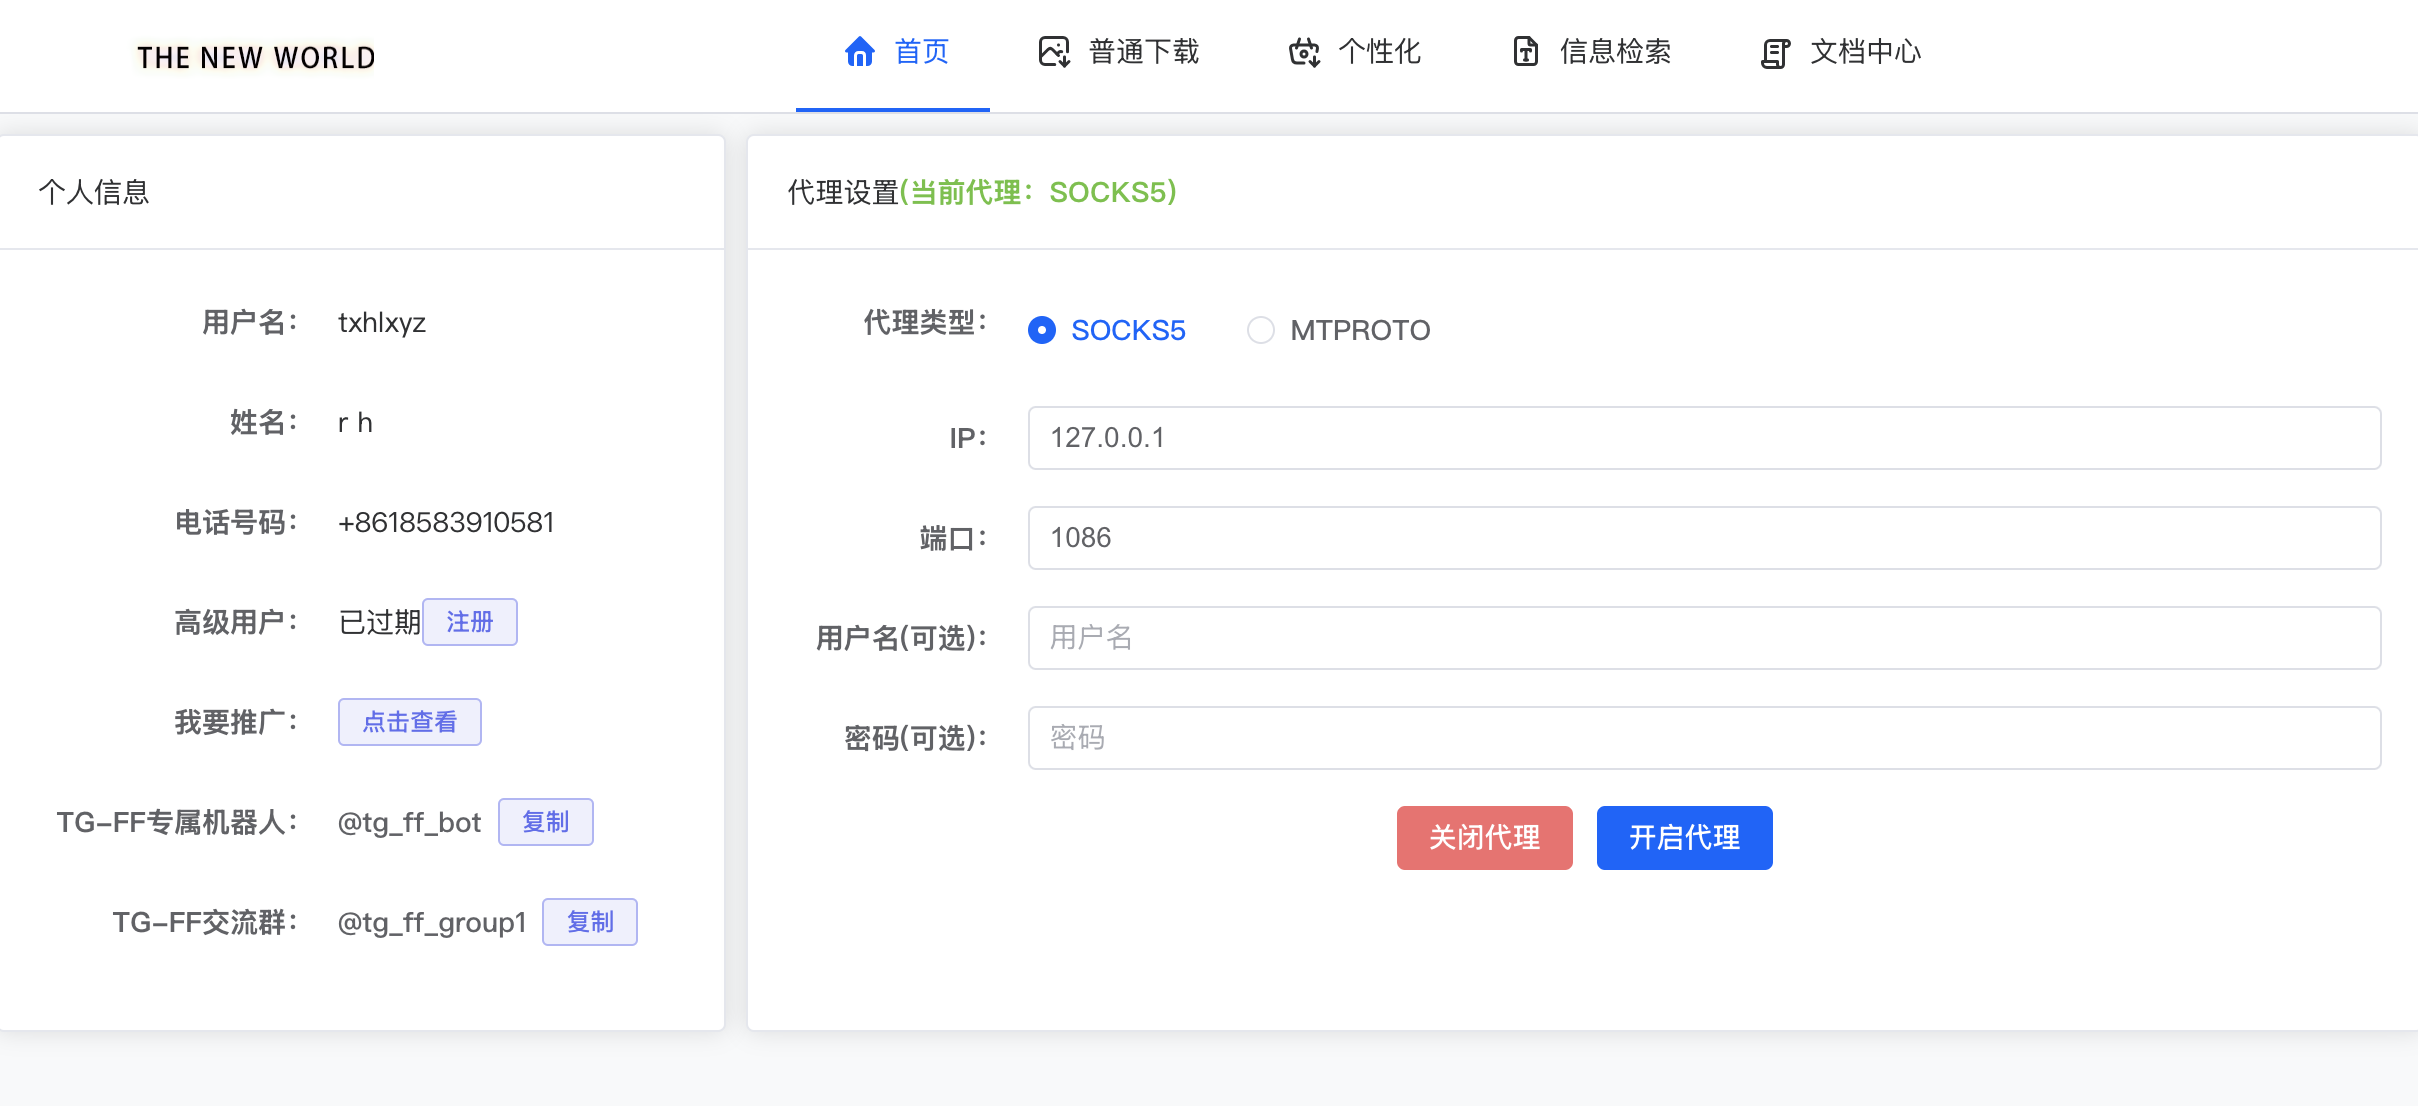 THE NEW WORLD
首页
普通下载
个性化
信息检索
文档中心
个人信息
用户名： txhlxyz
姓名： r h
电话号码： +8618583910581
高级用户： 已过期 注册
我要推广： 点击查看
TG-FF专属机器人： @tg_ff_bot 复制
TG-FF交流群： @tg_ff_group1 复制
代理设置(当前代理：SOCKS5)
代理类型： SOCKS5 MTPROTO
IP： 127.0.0.1
端口： 1086
用户名(可选)： 用户名
密码(可选)： 密码
关闭代理 开启代理